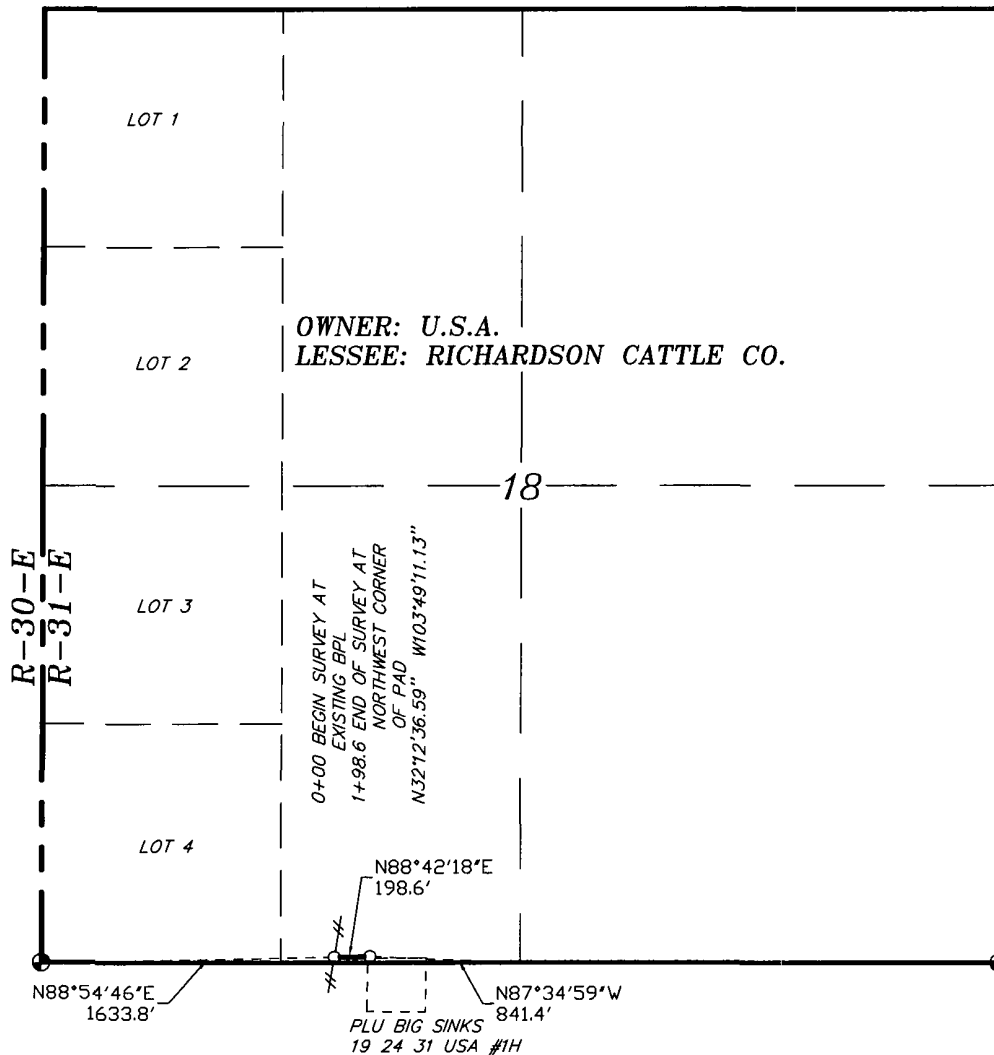 LOT 1
OWNER: U.S.A.
LESSEE: RICHARDSON CATTLE CO.
LOT 2
18
R-30-E
R-31-E
LOT 3
0+00 BEGIN SURVEY AT
EXISTING BPL
1+98.6 END OF SURVEY AT
NORTHWEST CORNER
OF PAD
N32°12'36.59" W103°49'11.13"
LOT 4
N88°42'18"E
198.6'
N88°54'46"E
1633.8'
N87°34'59"W
841.4'
PLU BIG SINKS
19 24 31 USA #1H